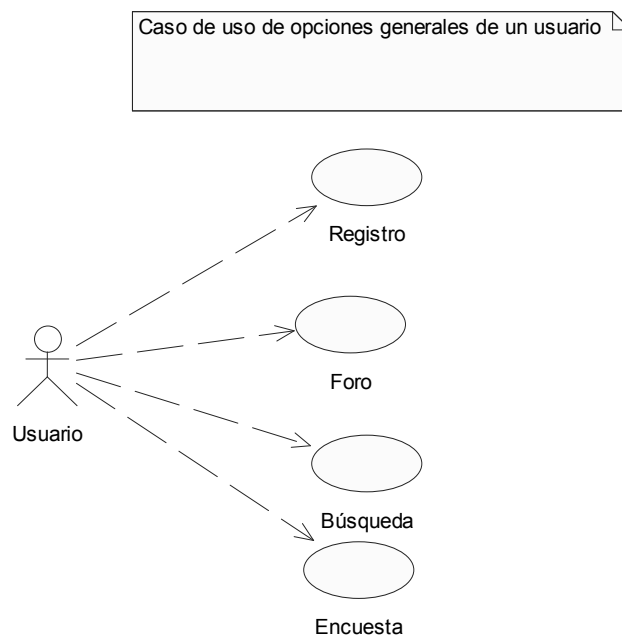 Caso de uso de opciones generales de un usuario
Registro
Foro
Usuario
Búsqueda
Encuesta